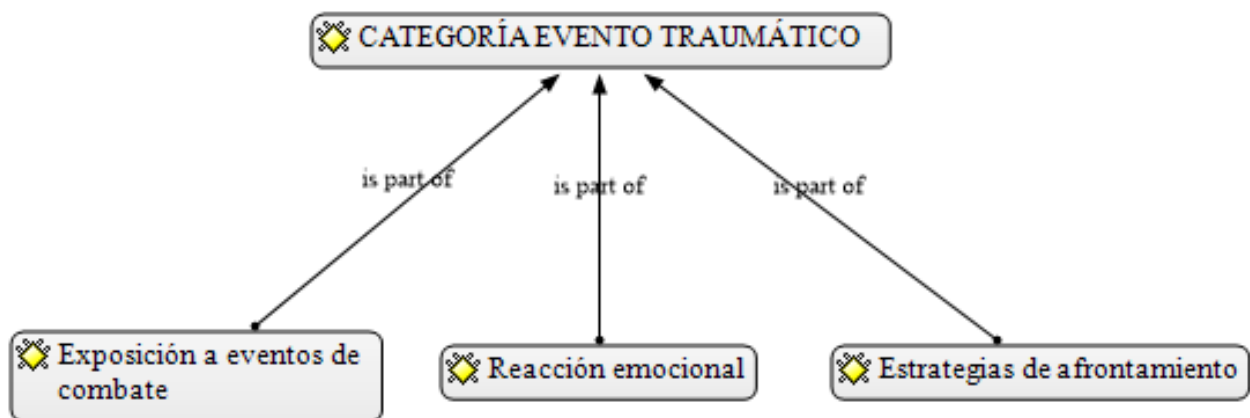 CATEGORÍA EVENTO TRAUMÁTICO
is part of
is part of
is part of
Exposición a eventos de
combate
Reacción emocional
Estrategias de afrontamiento